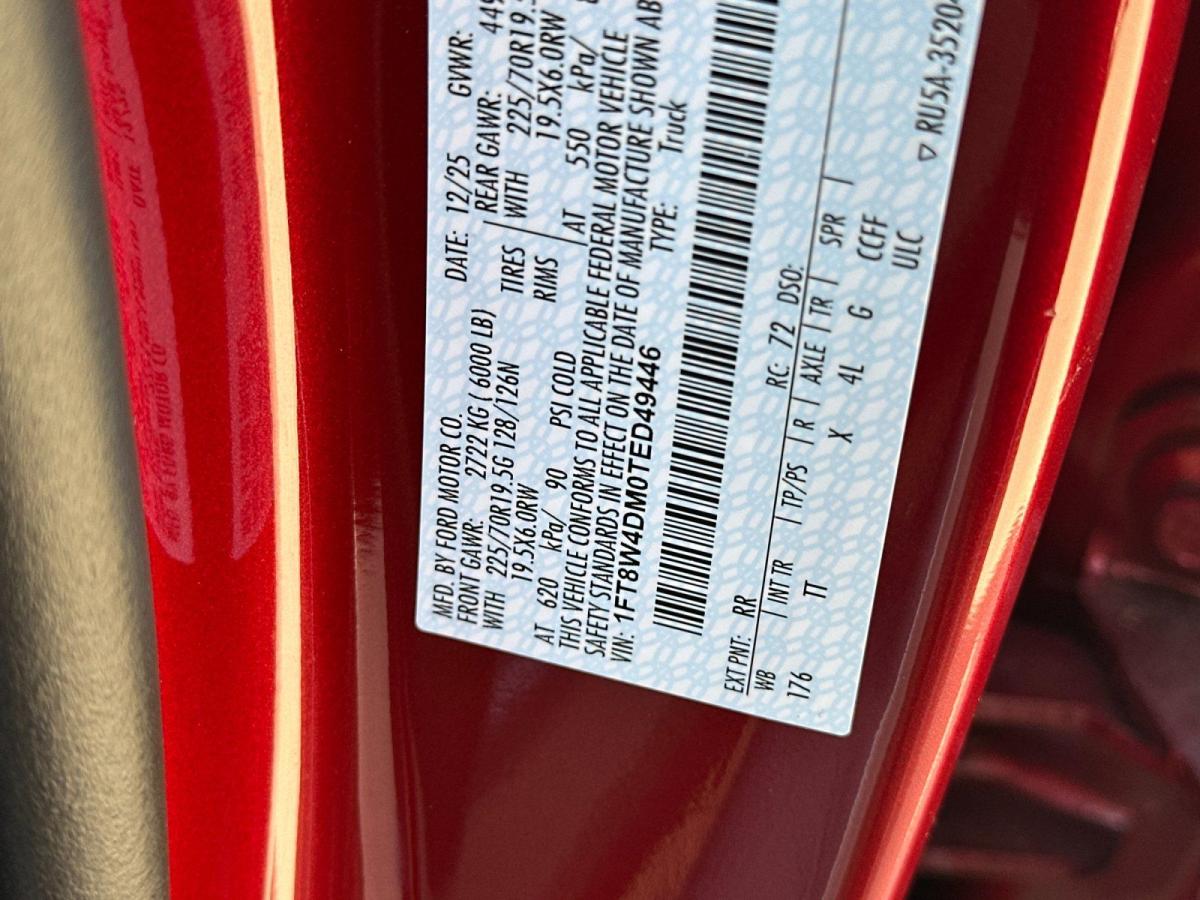 MFD. BY FORD MOTOR CO.
DATE: 12/25 GVWR: 449
FRONT GAWR: 2722 KG ( 6000 LB)
REAR GAWR:
WITH 225/70R19.5G 128/126N
TIRES WITH 225/70R19.5
19.5X6.0RW
RIMS 19.5X6.0RW
AT 620 kPa/ 90 PSI COLD
AT 550 kPa/
THIS VEHICLE CONFORMS TO ALL APPLICABLE FEDERAL MOTOR VEHICLE
SAFETY STANDARDS IN EFFECT ON THE DATE OF MANUFACTURE SHOWN AB
VIN: 1FT8W4DM0TED49446
TYPE: Truck
EXT PNT: RR RC: 72 DSO:
WB INT TR TP/PS R AXLE TR SPR
176 TT X 4L G CCFF
ULC
▽ RU5A-3520